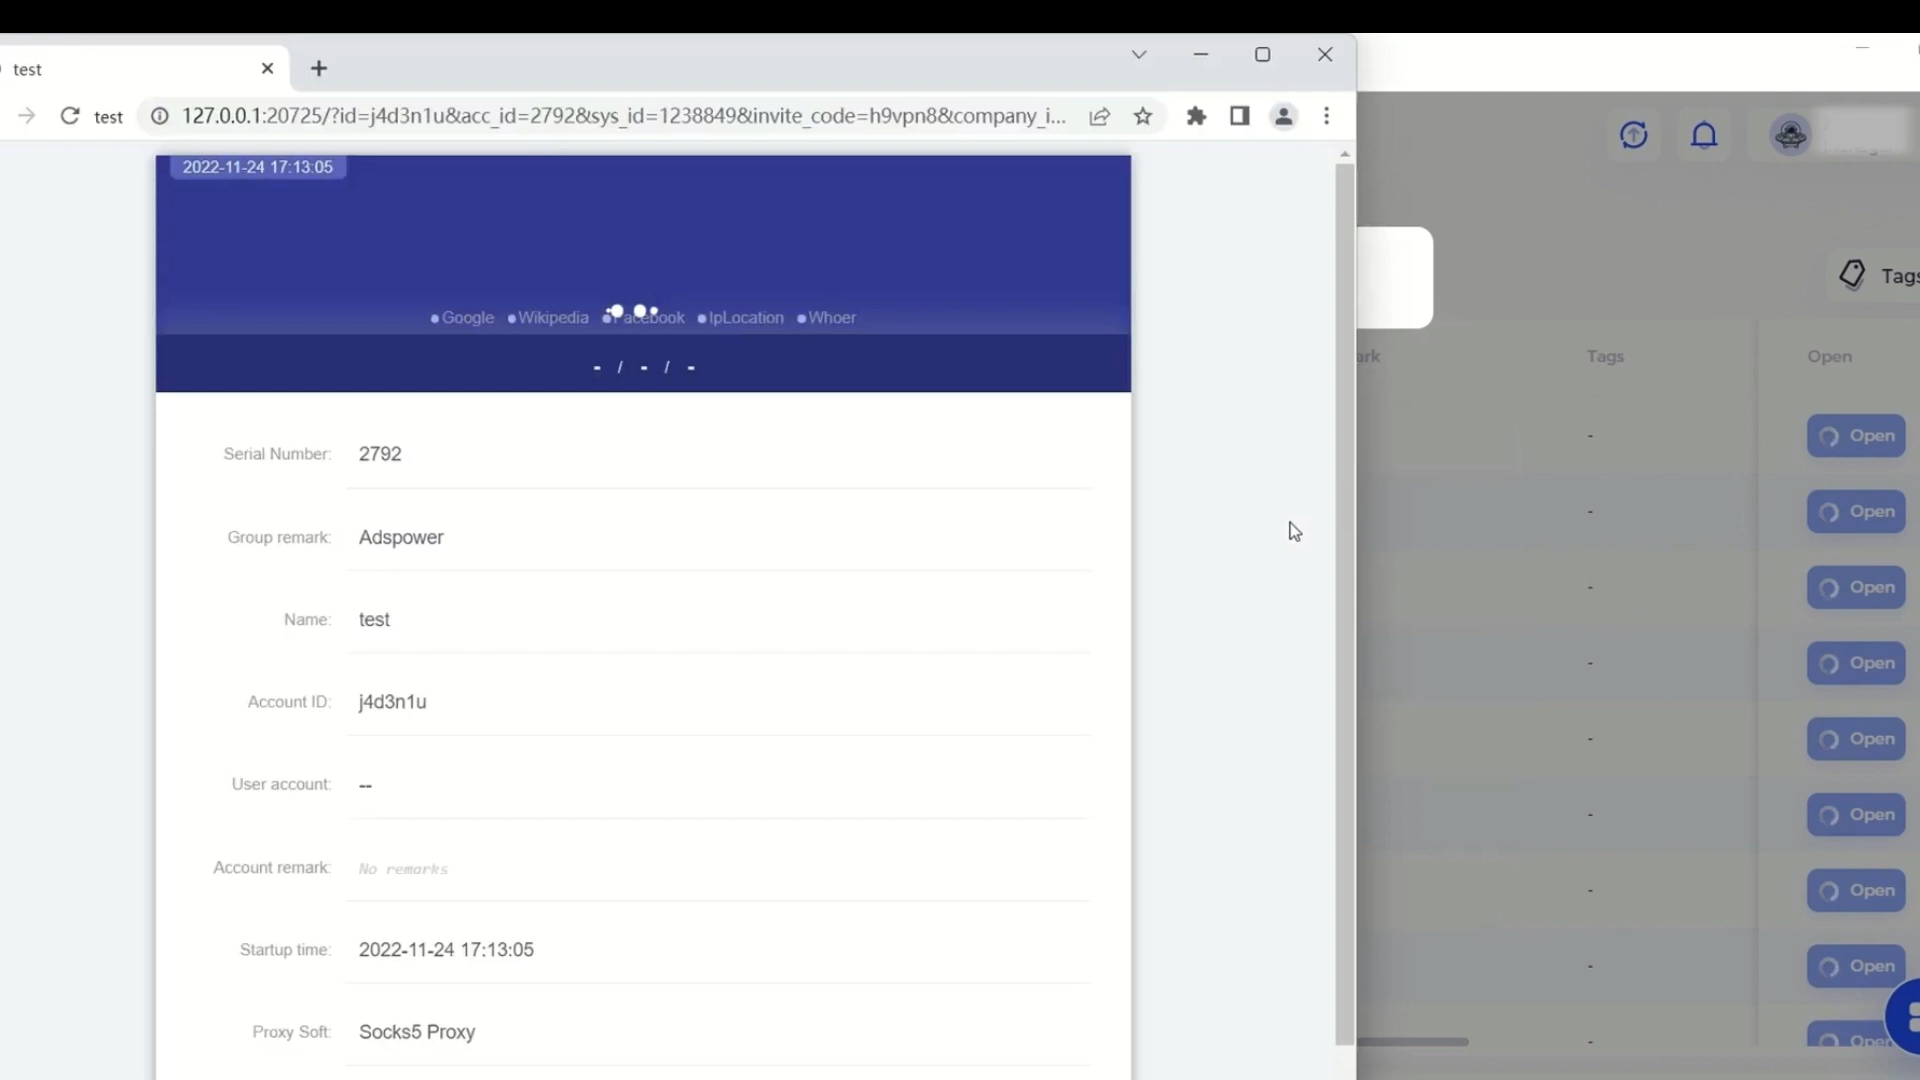 test
test
127.0.0.1:20725/?id=j4d3n1u&acc_id=2792&sys_id=1238849&invite_code=h9vpn8&company_i...
2022-11-24 17:13:05
Google Wikipedia Facebook IpLocation Whoer
- / - / -
Serial Number: 2792
Group remark: Adspower
Name: test
Account ID: j4d3n1u
User account: --
Account remark: No remarks
Startup time: 2022-11-24 17:13:05
Proxy Soft: Socks5 Proxy
Tags
ark Tags Open
- Open
- Open
- Open
- Open
- Open
- Open
- Open
- Open
- Open